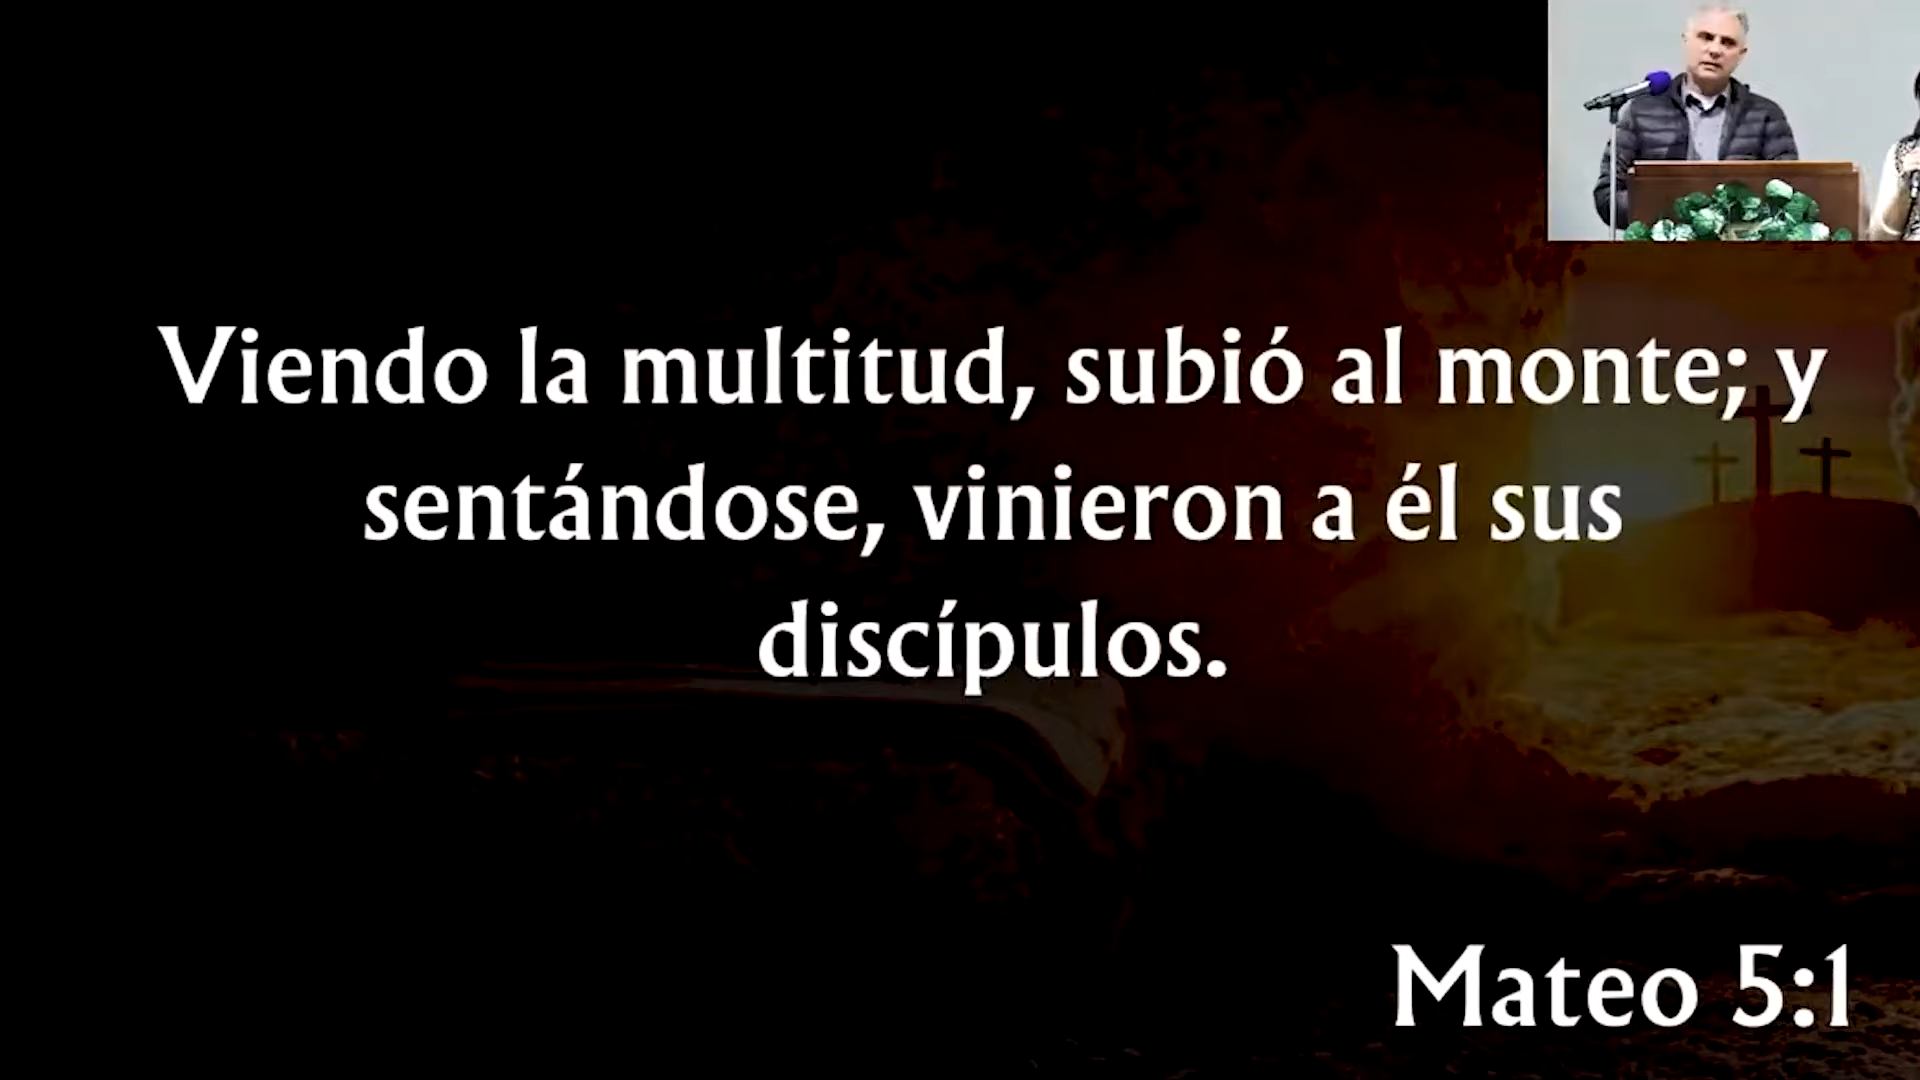 Viendo la multitud, subió al monte; y
sentándose, vinieron a él sus
discípulos.
Mateo 5:1